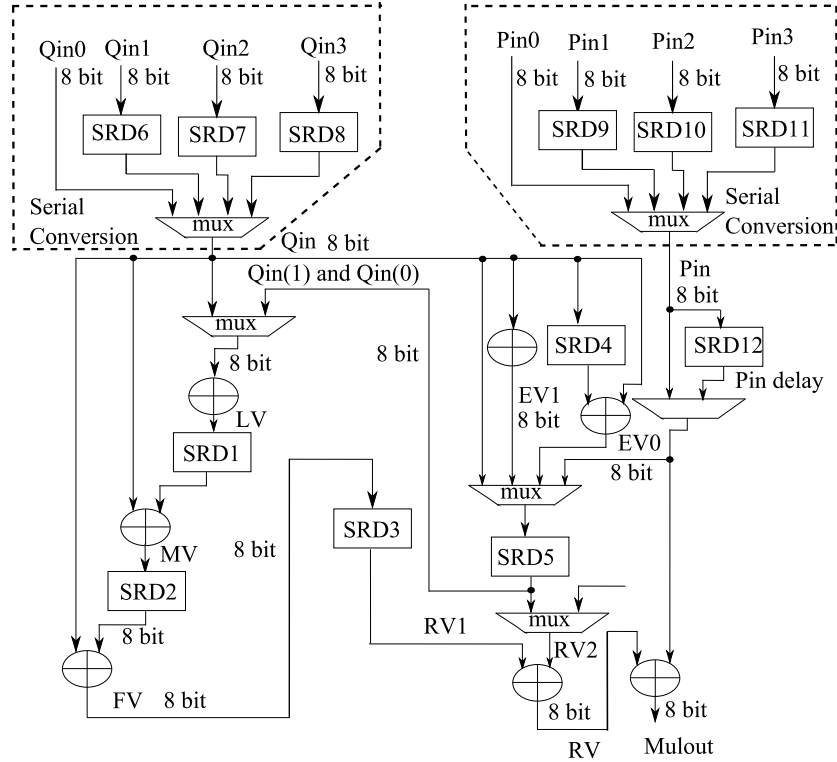 Qin0 Qin1 Qin2 Qin3
8 bit 8 bit 8 bit 8 bit
SRD6 SRD7 SRD8
mux
Serial
Conversion
Pin0 Pin1 Pin2 Pin3
8 bit 8 bit 8 bit 8 bit
SRD9 SRD10 SRD11
mux
Serial
Conversion
Qin 8 bit
Qin(1) and Qin(0)
Pin
8 bit
mux
8 bit
8 bit
SRD4
SRD12
Pin delay
LV
EV1
8 bit
EV0
SRD1
8 bit
mux
MV
8 bit
SRD3
SRD5
SRD2
8 bit
mux
RV1
RV2
FV 8 bit
8 bit
8 bit
RV
Mulout